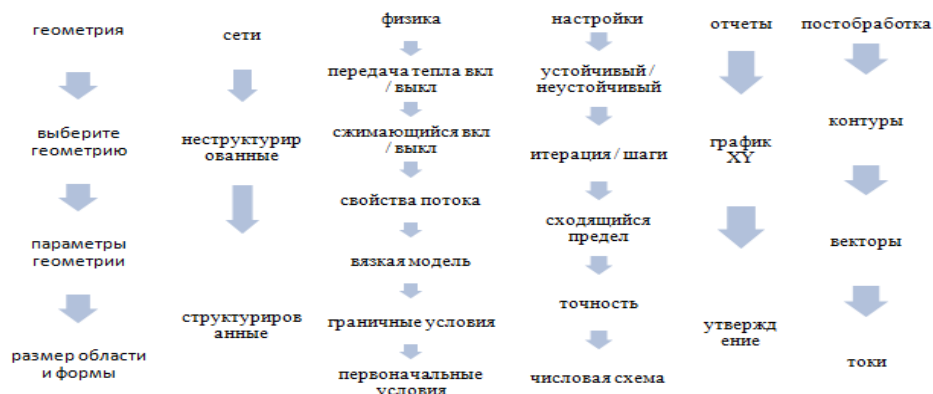 геометрия
выберите
геометрию
параметры
геометрии
размер области
и формы
сети
неструктурир
ованные
структуриров
анные
физика
передача тепла вкл
/ выкл
сжимающийся вкл
/ выкл
свойства потока
вязкая модель
граничные условия
первоначальные
условия
настройки
устойчивый /
неустойчивый
итерация / шаги
сходящийся
предел
точность
числовая схема
отчеты
график
XY
утвержд
ение
постобработка
контуры
векторы
токи